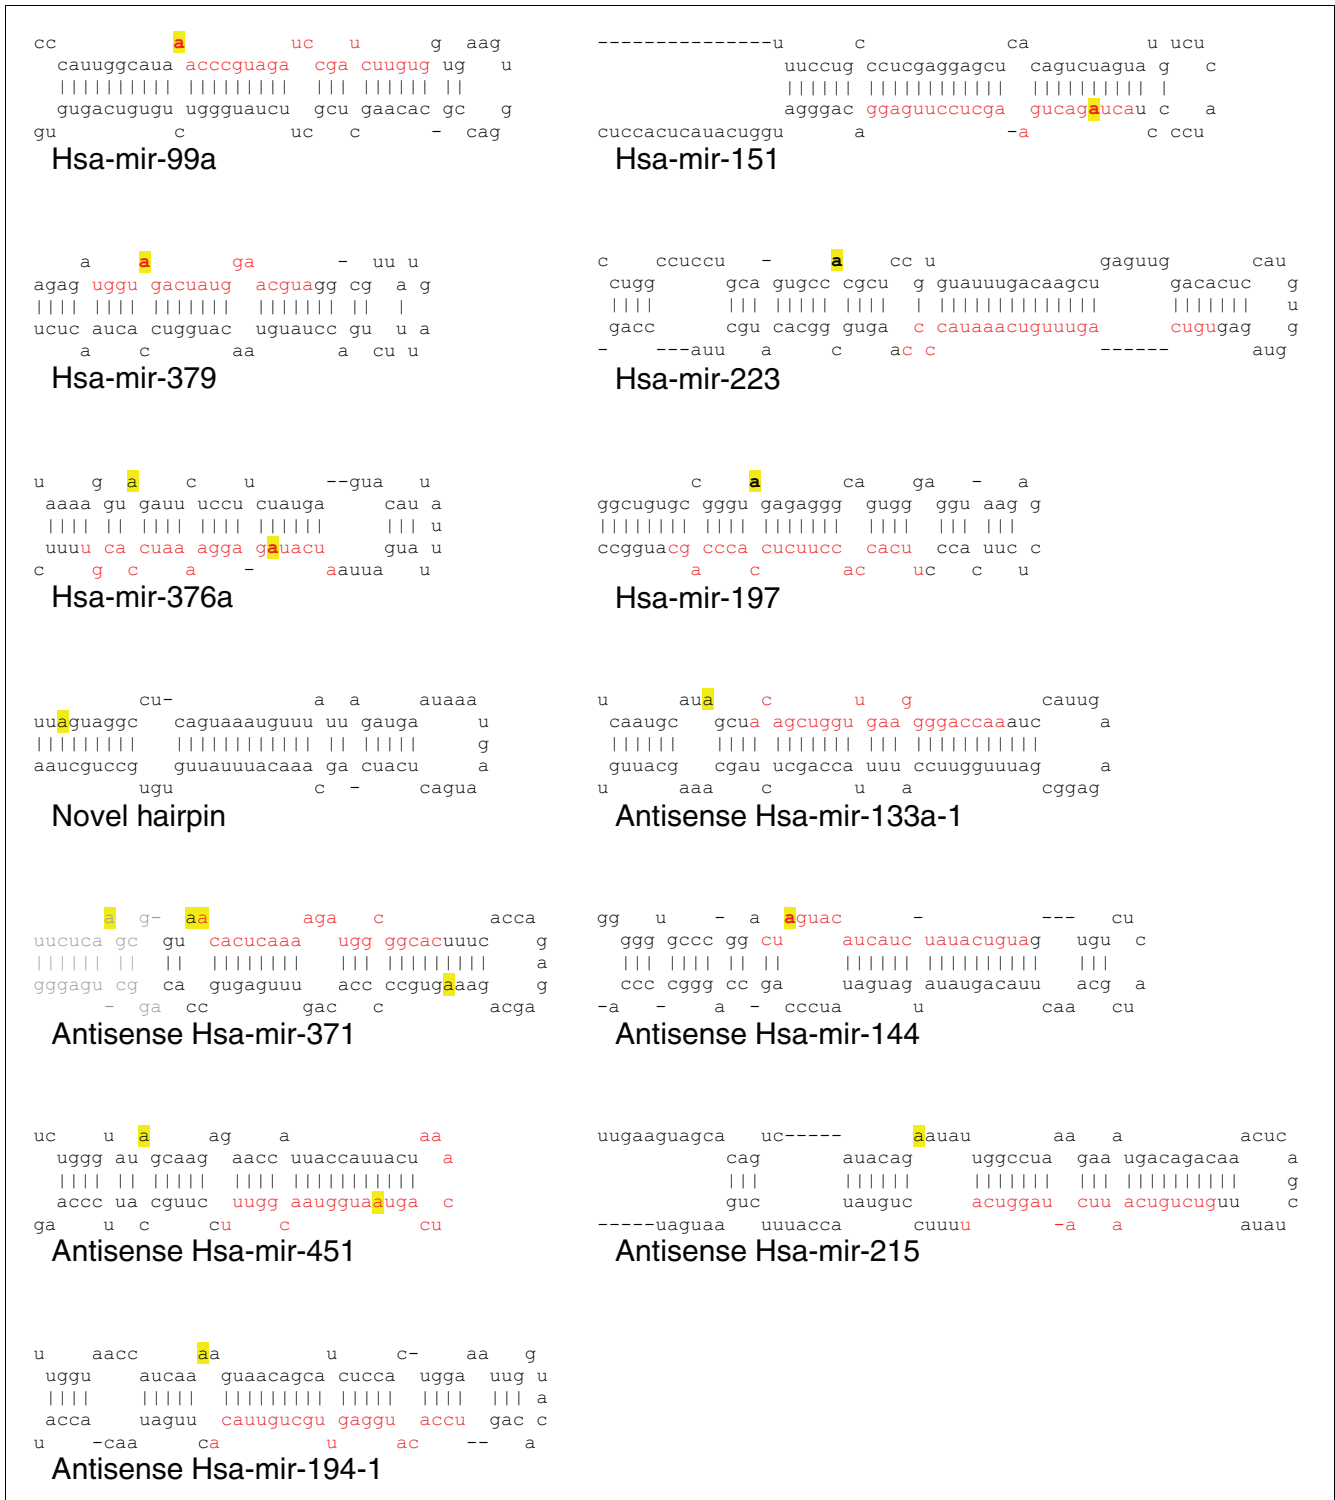 cc a uc u g aag
cauuggcaua acccguaga cga cuugug ug u
|||||||||| ||||||||| ||| |||||| ||
gugacugugu uggguaucu gcu gaacac gc g
gu c uc c - cag
Hsa-mir-99a
---------------u c ca u ucu
uuccug ccucgaggagcu cagucuagua g c
|||||| |||||||||||| |||||||||| |
agggac ggaguuccucga gucagaucau c a
cuccacucauacuggu a -a c ccu
Hsa-mir-151
a a ga - uu u
agag uggu gacuaug acguagg cg a g
|||| |||| ||||||| ||||||| || |
ucuc auca cugguac uguaucc gu u a
a c aa a cu u
Hsa-mir-379
c ccuccu - a cc u gaguug cau
cugg gca gugcc cgcu g guauuugacaagcu gacacuc g
|||| ||| ||||| |||| | |||||||||||||| ||||||| u
gacc cgu cacgg guga c cauaaacuguuuga cugugag g
- ---auu a c ac c ------ aug
Hsa-mir-223
u g a c u --gua u
aaaa gu gauu uccu cuauga cau a
|||| || |||| |||| |||||| ||| u
uuuu ca cuaa agga gauacu gua u
c g c a - aauua u
Hsa-mir-376a
c a ca ga - a
ggcugugc gggu gagaggg gugg ggu aag g
|||||||| |||| ||||||| |||| ||| |||
ccgguacg ccca cucuucc cacu cca uuc c
a c ac uc c u
Hsa-mir-197
cu- a a auaaa
uuaguaggc caguaaauguuu uu gauga u
||||||||| |||||||||||| || ||||| g
aaucguccg guuauuuacaaa ga cuacu a
ugu c - cagua
Novel hairpin
u aua c u g cauug
caaugc gcua agcuggu gaa gggaccaaauc a
|||||| |||| ||||||| ||| |||||||||||
guuacg cgau ucgacca uuu ccuugguuuag a
u aaa c u a cggag
Antisense Hsa-mir-133a-1
a g- aa aga c acca
uucuca gc gu cacucaaa ugg ggcacuuuc g
|||||| || || |||||||| ||| ||||||||| a
gggagu cg ca gugaguuu acc ccgugaaag g
- ga cc gac c acga
Antisense Hsa-mir-371
gg u - a aguac - --- cu
ggg gccc gg cu aucauc uauacuguag ugu c
||| |||| || || |||||| |||||||||| |||
ccc cggg cc ga uaguag auaugacauu acg a
-a - a - cccua u caa cu
Antisense Hsa-mir-144
uc u a ag a aa
uggg au gcaag aacc uuaccauuacu a
|||| || ||||| |||| |||||||||||
accc ua cguuc uugg aaugguaauga c
ga u c cu c cu
Antisense Hsa-mir-451
uugaaguagca uc----- aauau aa a acuc
cag auacag uggccua gaa ugacagacaa a
||| |||||| ||||||| ||| |||||||||| g
guc uauguc acuggau cuu acugucuguu c
-----uaguaa uuuacca cuuuu -a a auau
Antisense Hsa-mir-215
u aacc aa u c- aa g
uggu aucaa guaacagca cucca ugga uug u
|||| ||||| ||||||||| ||||| |||| ||| a
acca uaguu cauugucgu gaggu accu gac c
u -caa ca u ac -- a
Antisense Hsa-mir-194-1